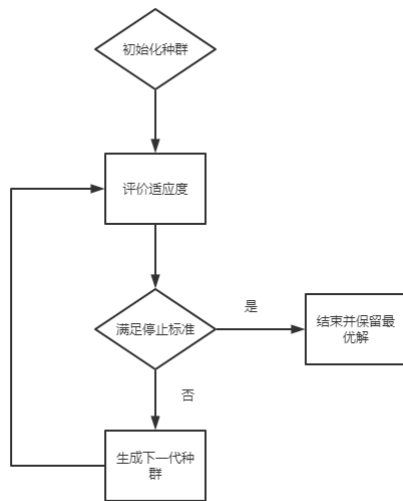 初始化种群
评价适应度
满足停止标准
是
结束并保留最
优解
否
生成下一代种
群